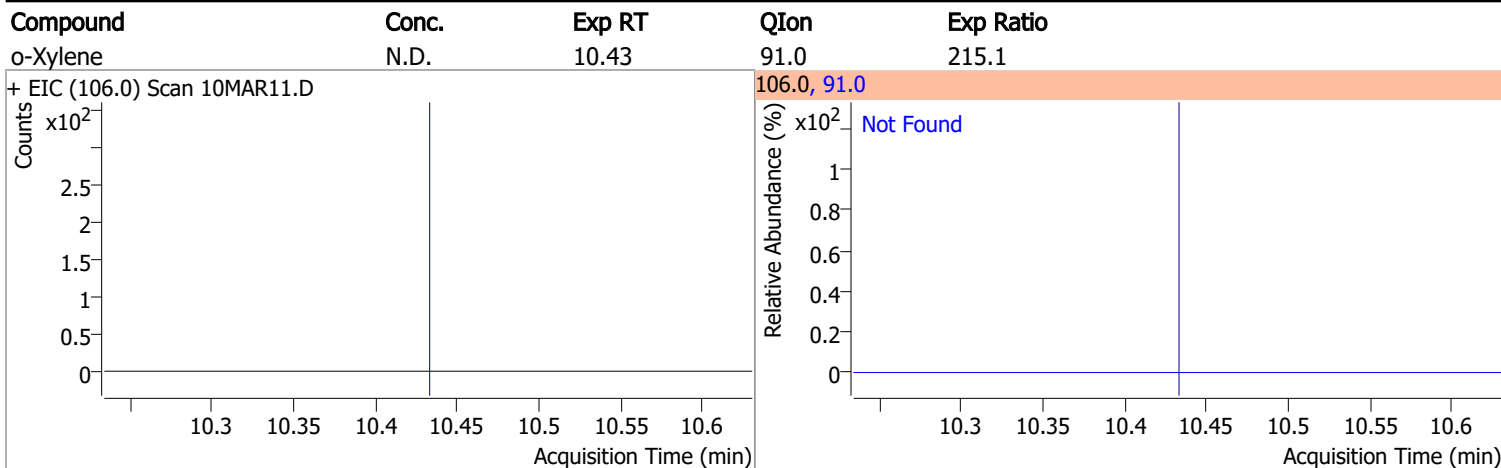 Compound Conc. Exp RT QIon Exp Ratio
o-Xylene N.D. 10.43 91.0 215.1
+ EIC (106.0) Scan 10MAR11.D
Counts
x10²
2.5
2
1.5
1
0.5
0
10.3 10.35 10.4 10.45 10.5 10.55 10.6
Acquisition Time (min)
106.0, 91.0
Relative Abundance (%)
x10²
Not Found
1
0.8
0.6
0.4
0.2
0
10.3 10.35 10.4 10.45 10.5 10.55 10.6
Acquisition Time (min)